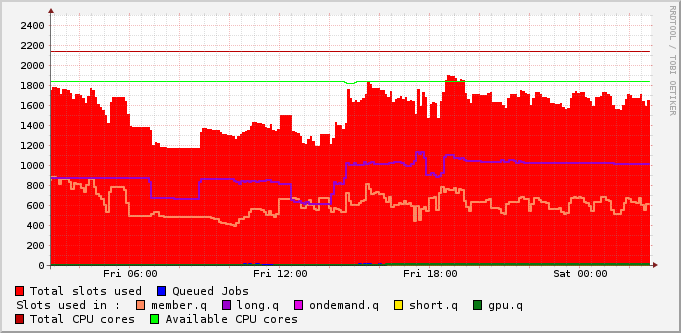 2400
2200
2000
1800
1600
1400
1200
1000
800
600
400
200
0
Fri 06:00 Fri 12:00 Fri 18:00 Sat 00:00
Total slots used Queued Jobs
Slots used in : member.q long.q ondemand.q short.q gpu.q
Total CPU cores Available CPU cores
RRDTOOL / TOBI OETIKER